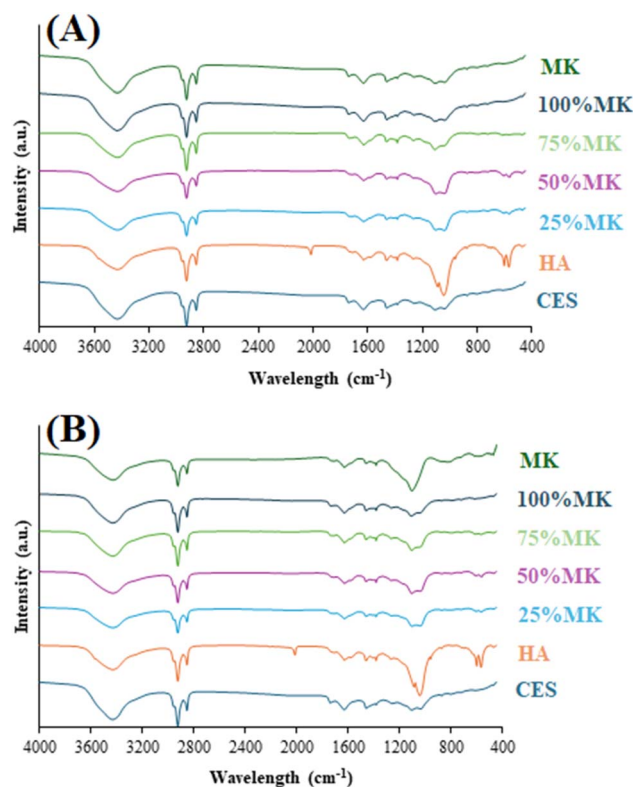 (A)
MK
100%MK
75%MK
50%MK
25%MK
HA
CES
Intensity (a.u.)
4000 3600 3200 2800 2400 2000 1600 1200 800 400
Wavelength (cm-1)
(B)
MK
100%MK
75%MK
50%MK
25%MK
HA
CES
Intensity (a.u.)
4000 3600 3200 2800 2400 2000 1600 1200 800 400
Wavelength (cm-1)